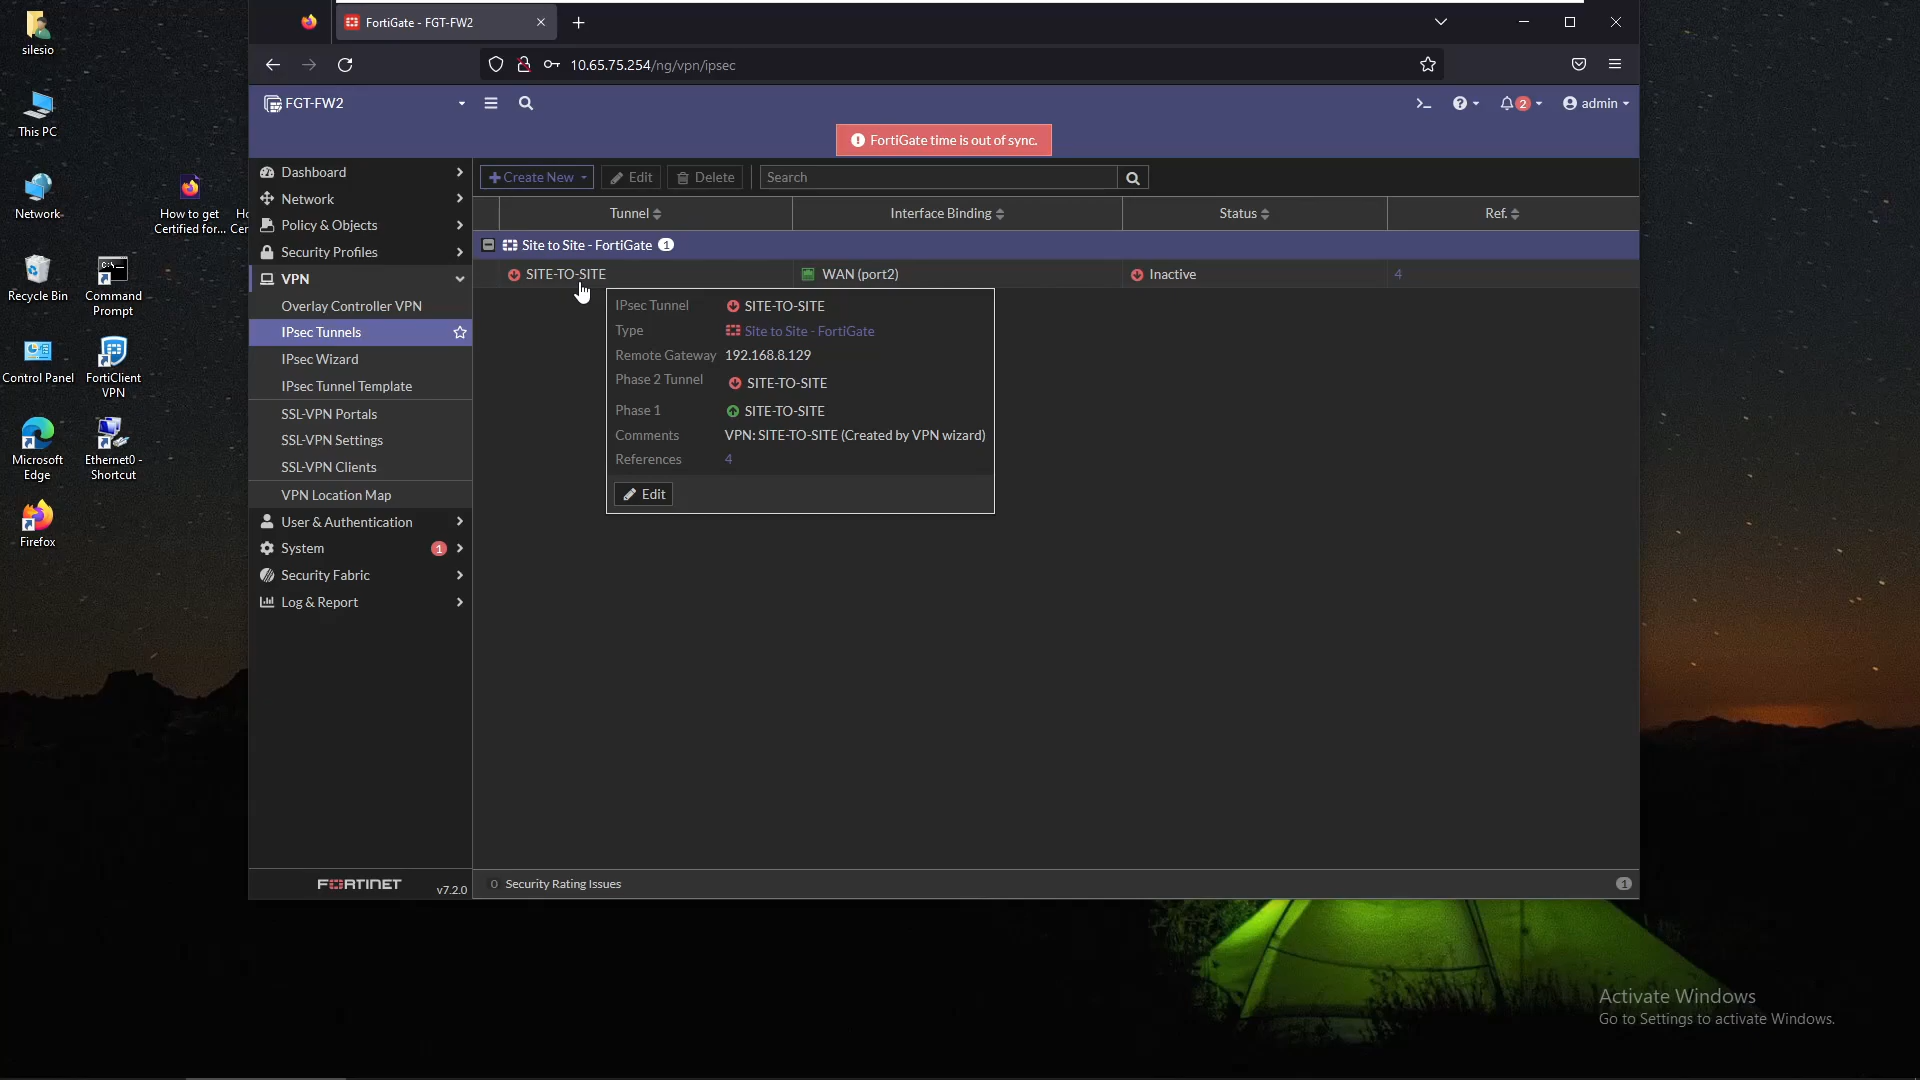 silesio
This PC
Network
How to get
Certified for...
Ho
Cer
Recycle Bin
Command
Prompt
Control Panel
FortiClient
VPN
Microsoft
Edge
Ethernet0 -
Shortcut
Firefox
FortiGate - FGT-FW2
10.65.75.254/ng/vpn/ipsec
FGT-FW2
2
admin
FortiGate time is out of sync.
Dashboard
Network
Policy & Objects
Security Profiles
VPN
Overlay Controller VPN
IPsec Tunnels
IPsec Wizard
IPsec Tunnel Template
SSL-VPN Portals
SSL-VPN Settings
SSL-VPN Clients
VPN Location Map
User & Authentication
System 1
Security Fabric
Log & Report
FORTINET v7.2.0
+ Create New Edit Delete Search
Tunnel Interface Binding Status Ref.
Site to Site - FortiGate 1
SITE-TO-SITE WAN (port2) Inactive 4
IPsec Tunnel SITE-TO-SITE
Type Site to Site - FortiGate
Remote Gateway 192.168.8.129
Phase 2 Tunnel SITE-TO-SITE
Phase 1 SITE-TO-SITE
Comments VPN: SITE-TO-SITE (Created by VPN wizard)
References 4
Edit
0 Security Rating Issues 1
Activate Windows
Go to Settings to activate Windows.